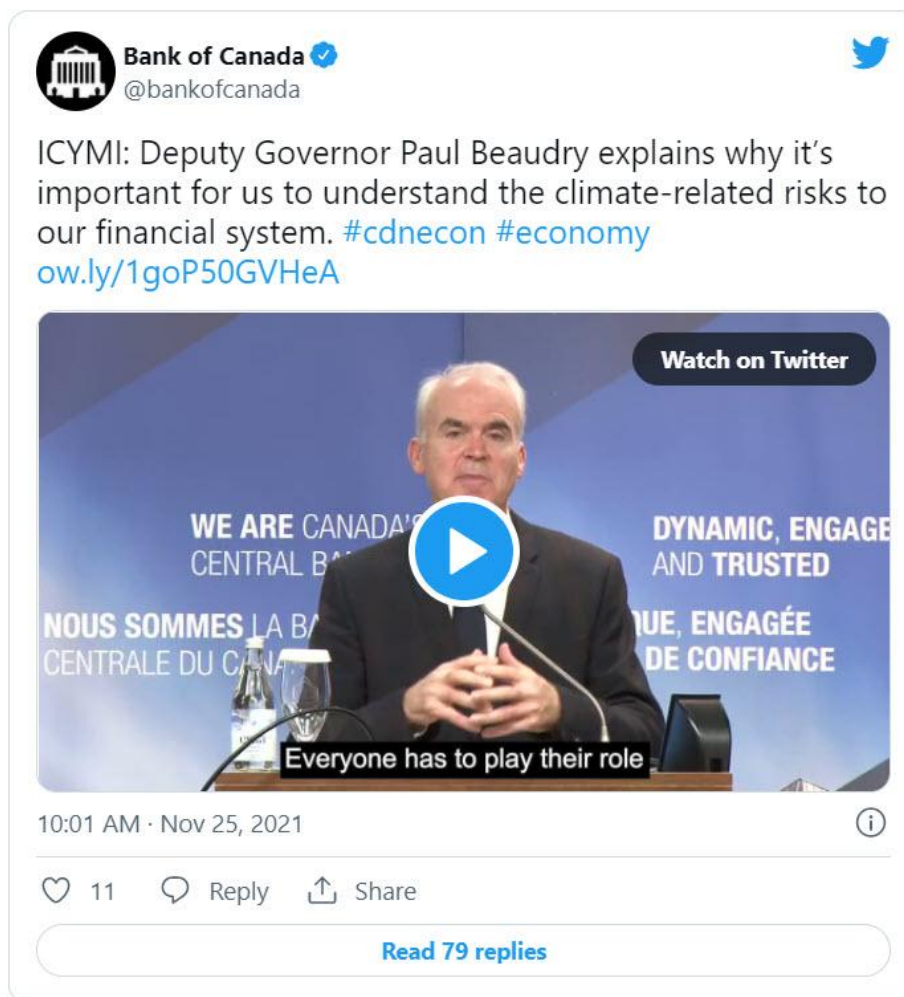 Bank of Canada
@bankofcanada
ICYMI: Deputy Governor Paul Beaudry explains why it’s
important for us to understand the climate-related risks to
our financial system. #cdnecon #economy
ow.ly/1goP50GVHeA
Watch on Twitter
WE ARE CANADA'S
CENTRAL BA
DYNAMIC, ENGAGE
AND TRUSTED
NOUS SOMMES LA BA
CENTRALE DU CANA
QUE, ENGAGÉE
DE CONFIANCE
Everyone has to play their role
10:01 AM · Nov 25, 2021
11
Reply
Share
Read 79 replies